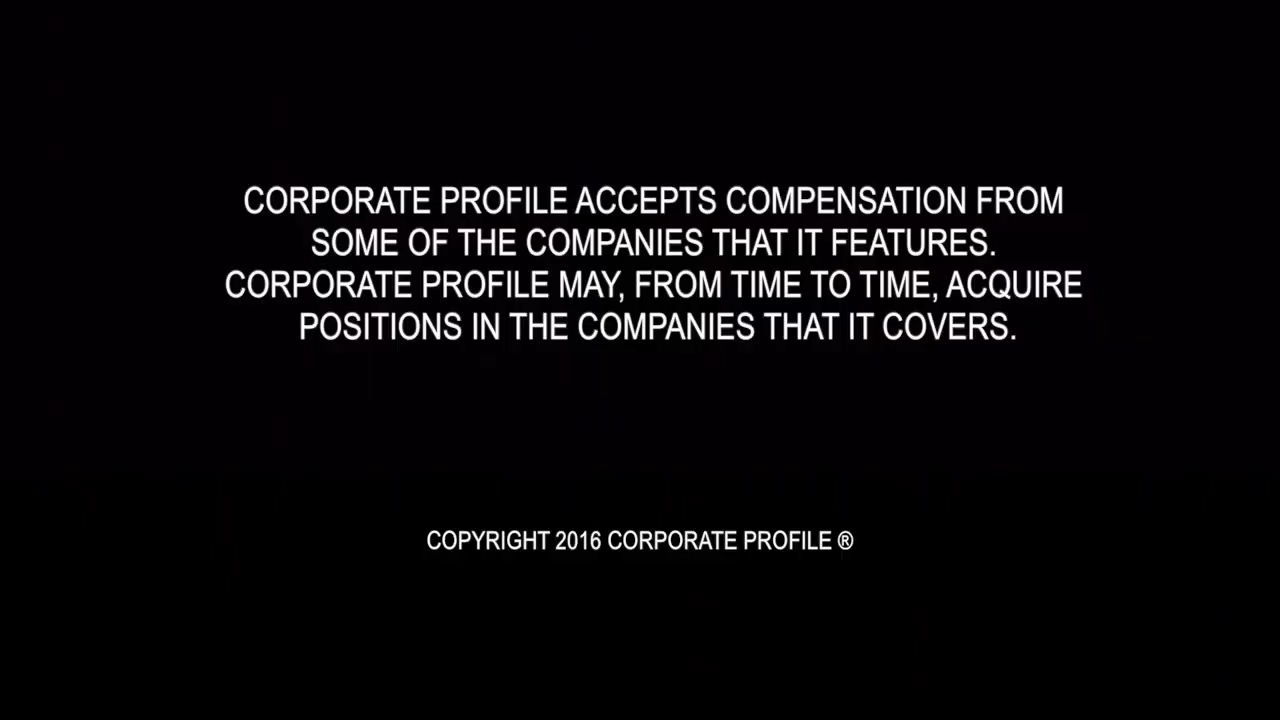 CORPORATE PROFILE ACCEPTS COMPENSATION FROM
SOME OF THE COMPANIES THAT IT FEATURES.
CORPORATE PROFILE MAY, FROM TIME TO TIME, ACQUIRE
POSITIONS IN THE COMPANIES THAT IT COVERS.
COPYRIGHT 2016 CORPORATE PROFILE ®